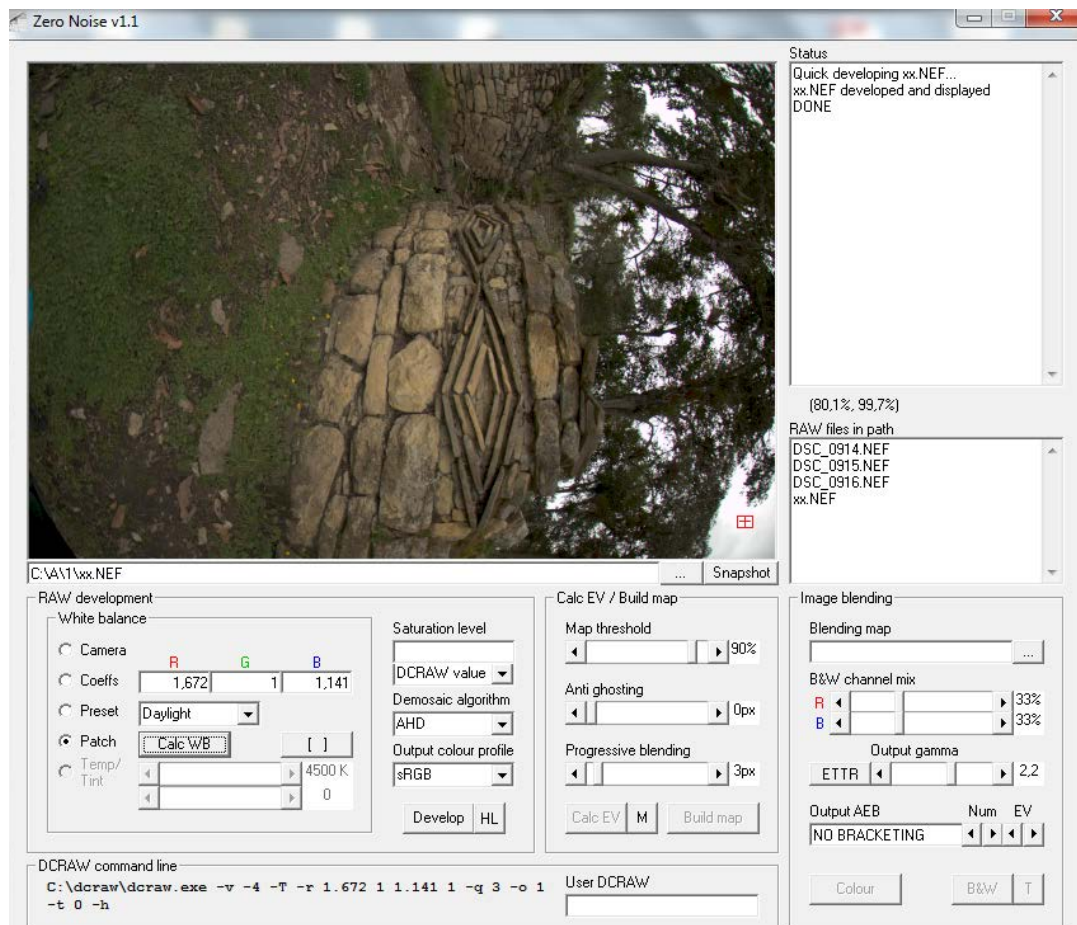 Zero Noise v1.1
Status
Quick developing xx.NEF...
xx.NEF developed and displayed
DONE
(80,1%, 99,7%)
RAW files in path
DSC_0914.NEF
DSC_0915.NEF
DSC_0916.NEF
xx.NEF
C:\A\1\xx.NEF
...
Snapshot
RAW development
White balance
Camera
R G B
Coeffs 1,672 1 1,141
Preset Daylight
Patch Calc WB [ ]
Temp/
Tint
4500 K
0
Saturation level
DCRAW value
Demosaic algorithm
AHD
Output colour profile
sRGB
Develop HL
Calc EV / Build map
Map threshold
90%
Anti ghosting
0px
Progressive blending
3px
Calc EV M Build map
Image blending
Blending map
...
B&W channel mix
R 33%
B 33%
Output gamma
ETTR 2,2
Output AEB Num EV
NO BRACKETING
Colour B&W T
DCRAW command line
C:\dcraw\dcraw.exe -v -4 -T -r 1.672 1 1.141 1 -q 3 -o 1
-t 0 -h
User DCRAW